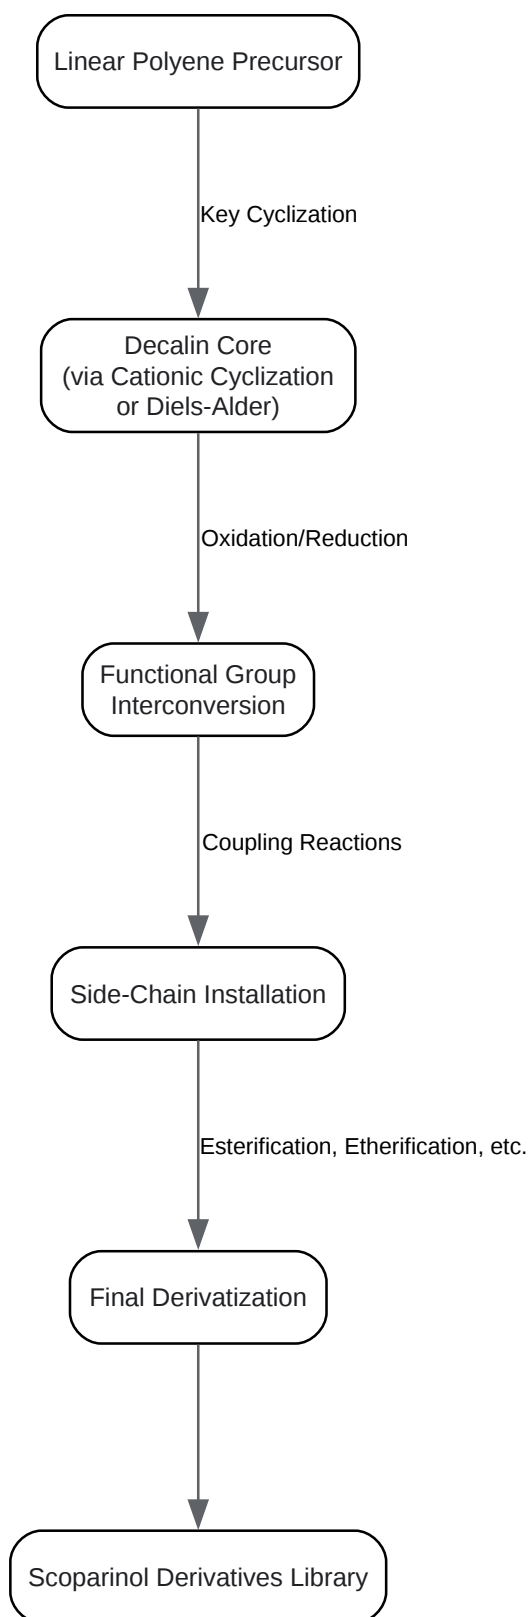 Linear Polyene Precursor
Key Cyclization
Decalin Core
(via Cationic Cyclization
or Diels-Alder)
Oxidation/Reduction
Functional Group
Interconversion
Coupling Reactions
Side-Chain Installation
Esterification, Etherification, etc.
Final Derivatization
Scoparinol Derivatives Library